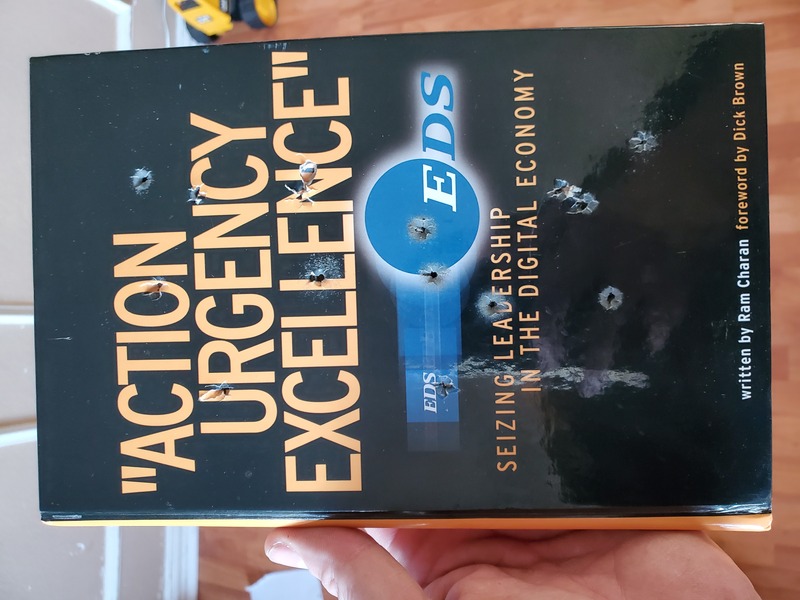 "ACTION
URGENCY
EXCELLENCE"
EDS
EDS
SEIZING LEADERSHIP
IN THE DIGITAL ECONOMY
written by Ram Charan foreword by Dick Brown